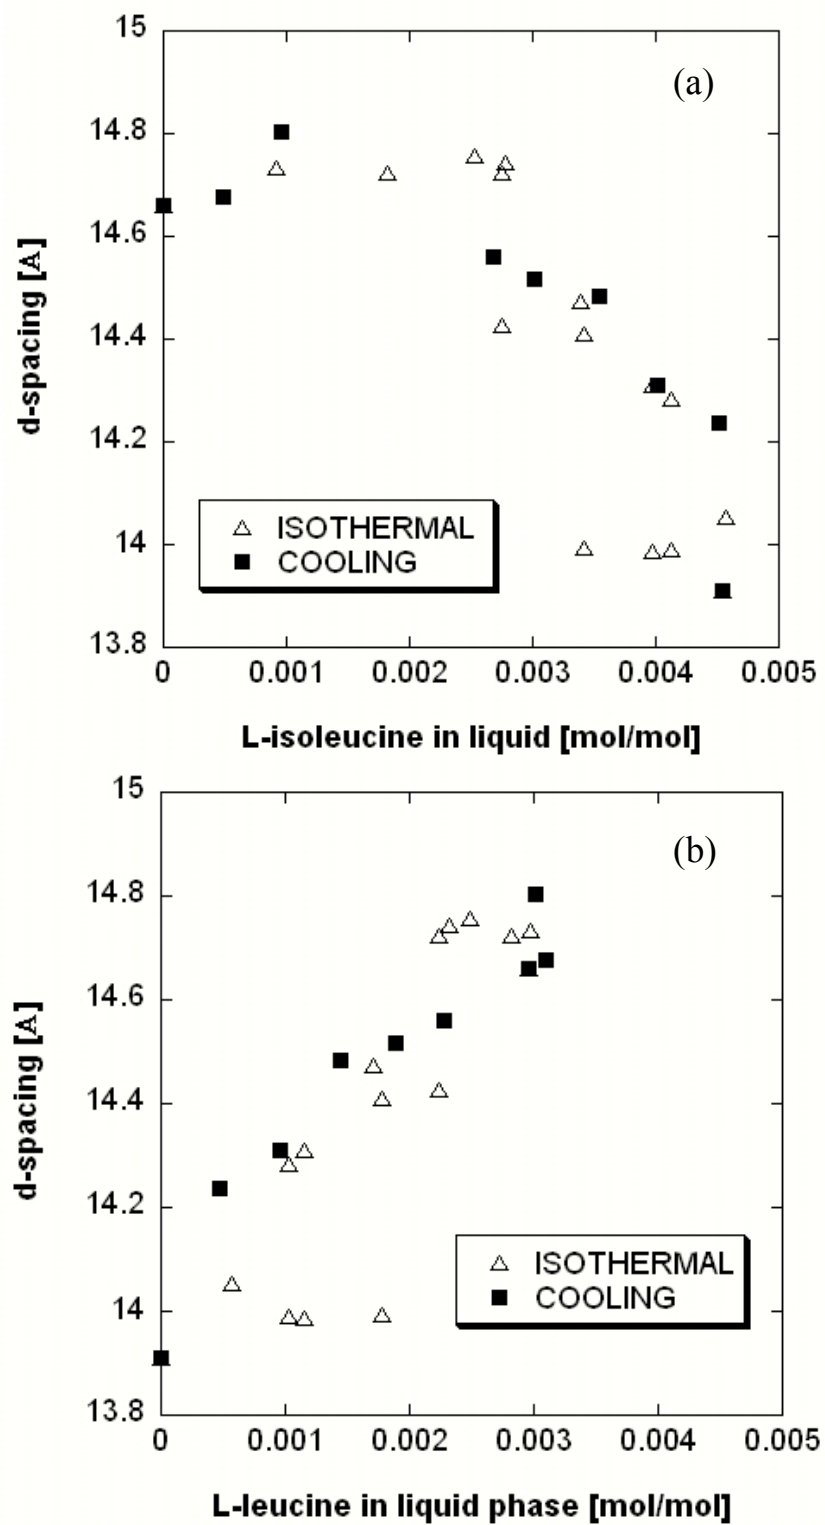 15
(a)
14.8
14.6
14.4
14.2
14
13.8
d-spacing [Å]
ISOTHERMAL
COOLING
0 0.001 0.002 0.003 0.004 0.005
L-isoleucine in liquid [mol/mol]
15
(b)
14.8
14.6
14.4
14.2
14
13.8
d-spacing [Å]
ISOTHERMAL
COOLING
0 0.001 0.002 0.003 0.004 0.005
L-leucine in liquid phase [mol/mol]